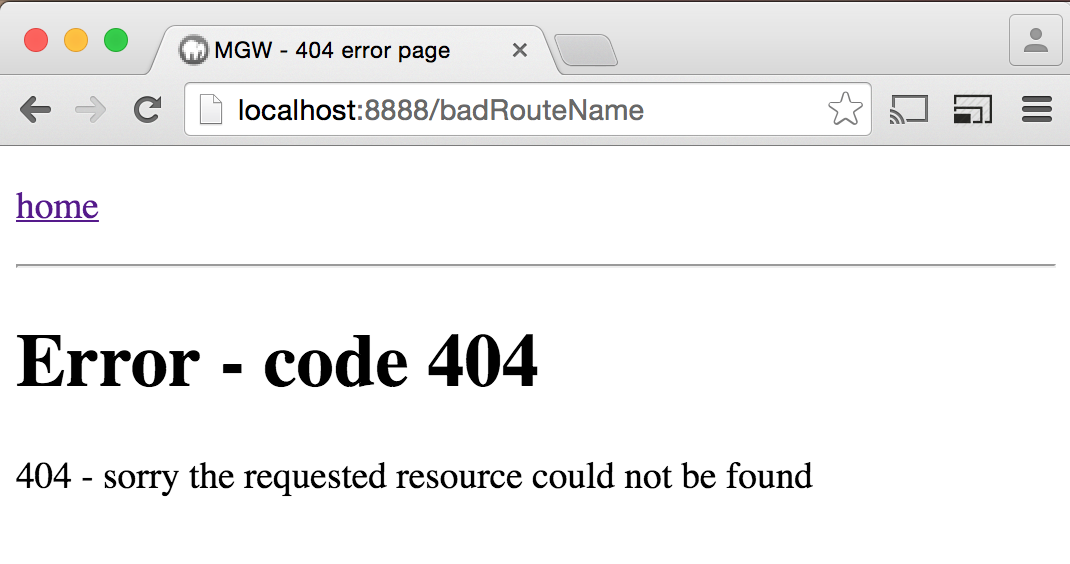 MGW - 404 error page
localhost:8888/badRouteName
home
Error - code 404
404 - sorry the requested resource could not be found